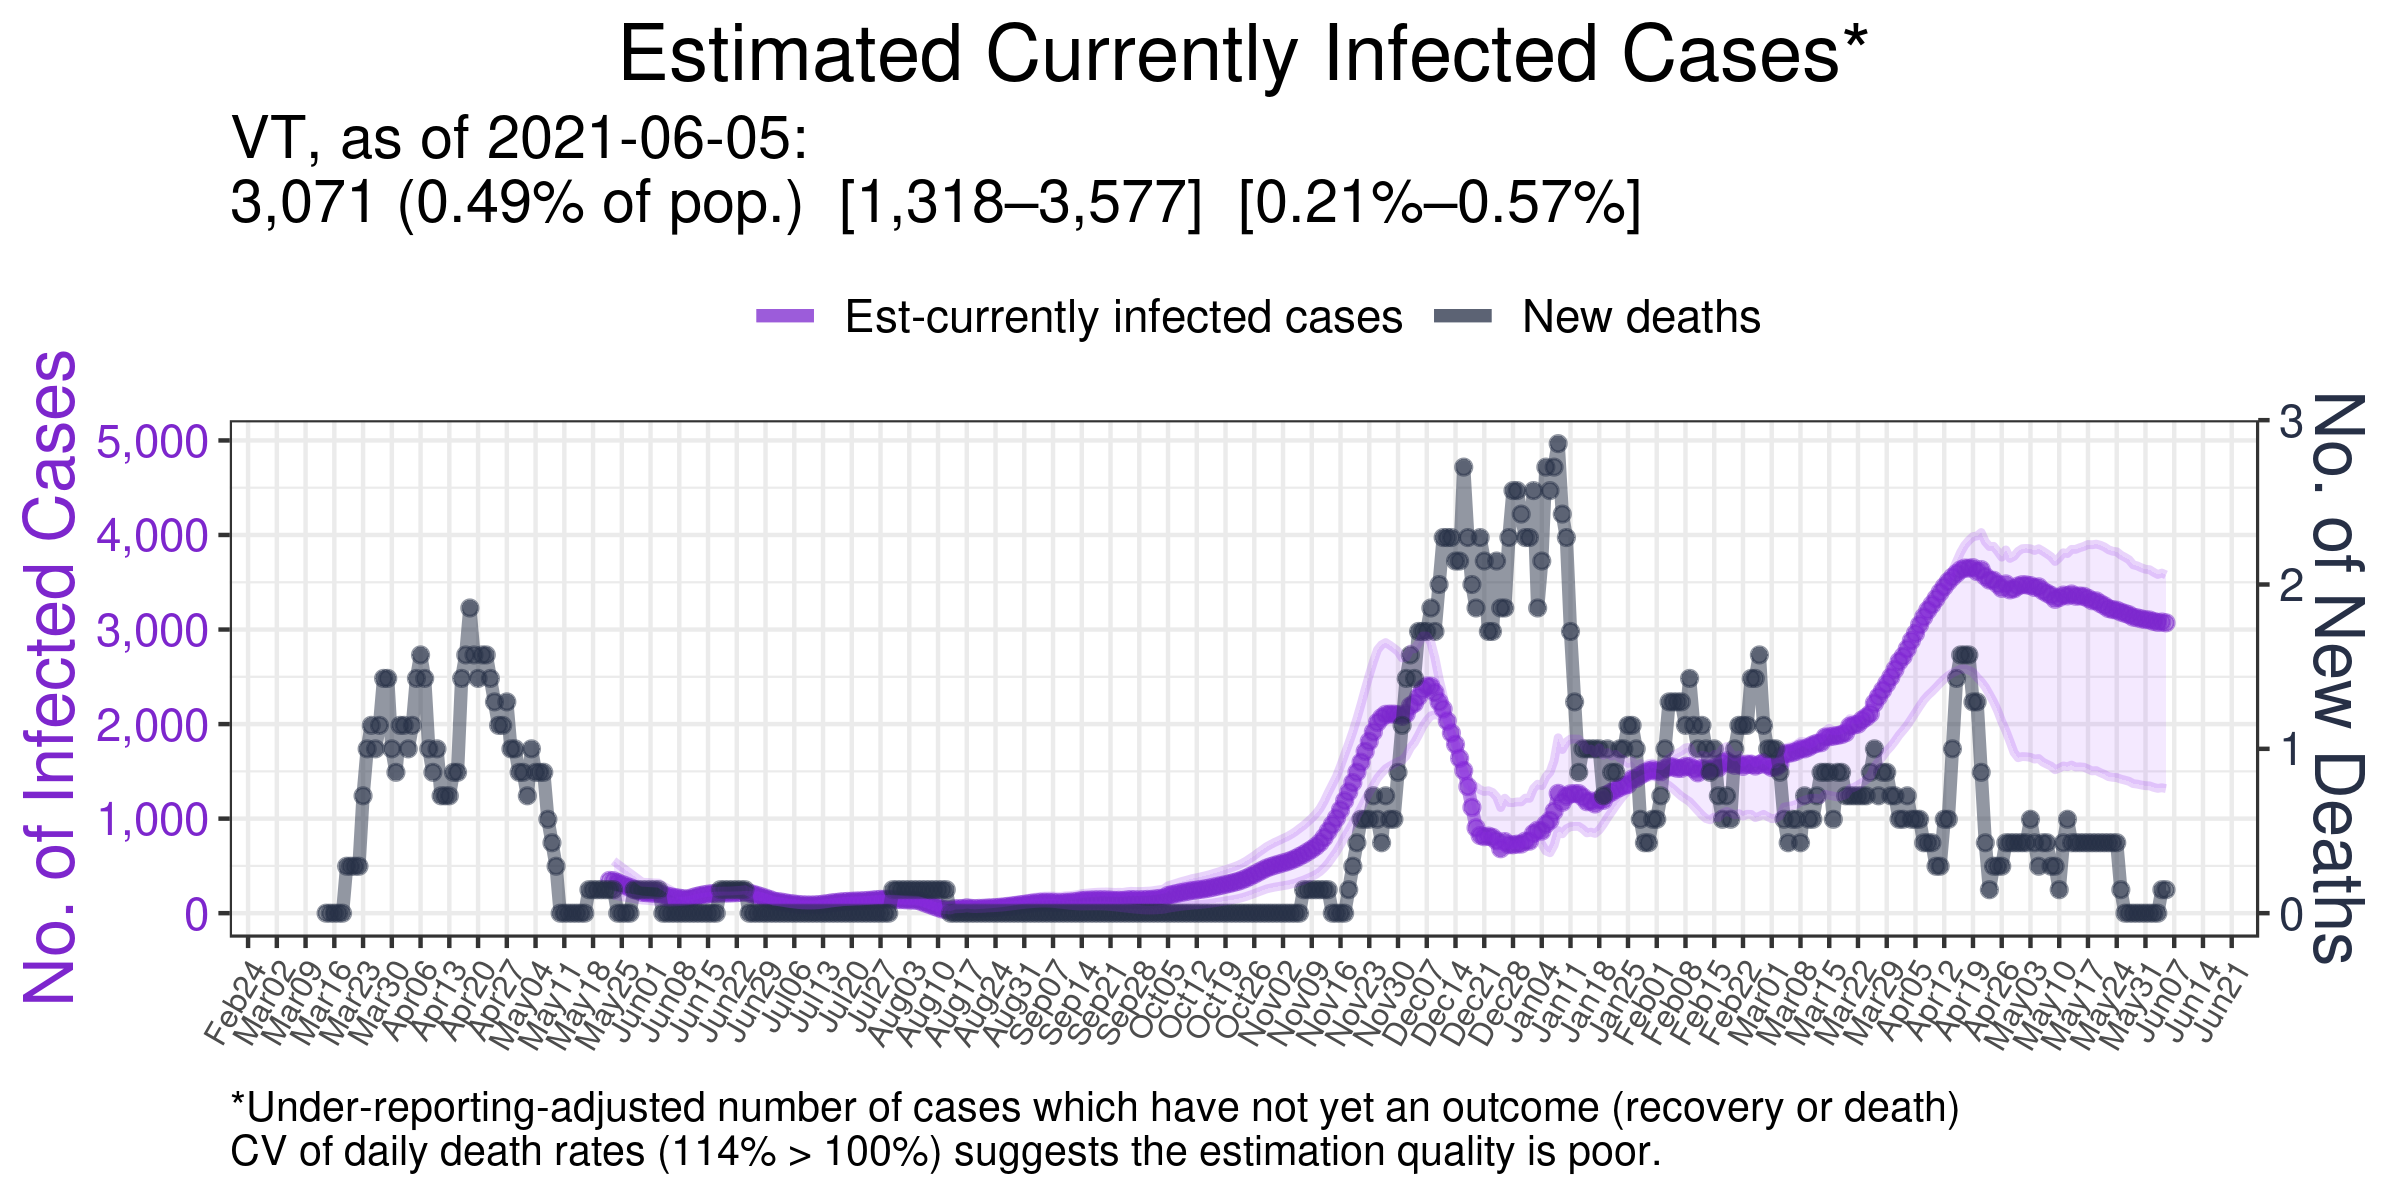 Estimated Currently Infected Cases*
VT, as of 2021-06-05:
3,071 (0.49% of pop.)  [1,318–3,577]  [0.21%–0.57%]
Est-currently infected cases
New deaths
No. of Infected Cases
5,000
4,000
3,000
2,000
1,000
0
3
2
1
0
No. of New Deaths
Feb24
Mar02
Mar09
Mar16
Mar23
Mar30
Apr06
Apr13
Apr20
Apr27
May04
May11
May18
May25
Jun01
Jun08
Jun15
Jun22
Jun29
Jul06
Jul13
Jul20
Jul27
Aug03
Aug10
Aug17
Aug24
Aug31
Sep07
Sep14
Sep21
Sep28
Oct05
Oct12
Oct19
Oct26
Nov02
Nov09
Nov16
Nov23
Nov30
Dec07
Dec14
Dec21
Dec28
Jan04
Jan11
Jan18
Jan25
Feb01
Feb08
Feb15
Feb22
Mar01
Mar08
Mar15
Mar22
Mar29
Apr05
Apr12
Apr19
Apr26
May03
May10
May17
May24
May31
Jun07
Jun14
Jun21
*Under-reporting-adjusted number of cases which have not yet an outcome (recovery or death)
CV of daily death rates (114% > 100%) suggests the estimation quality is poor.